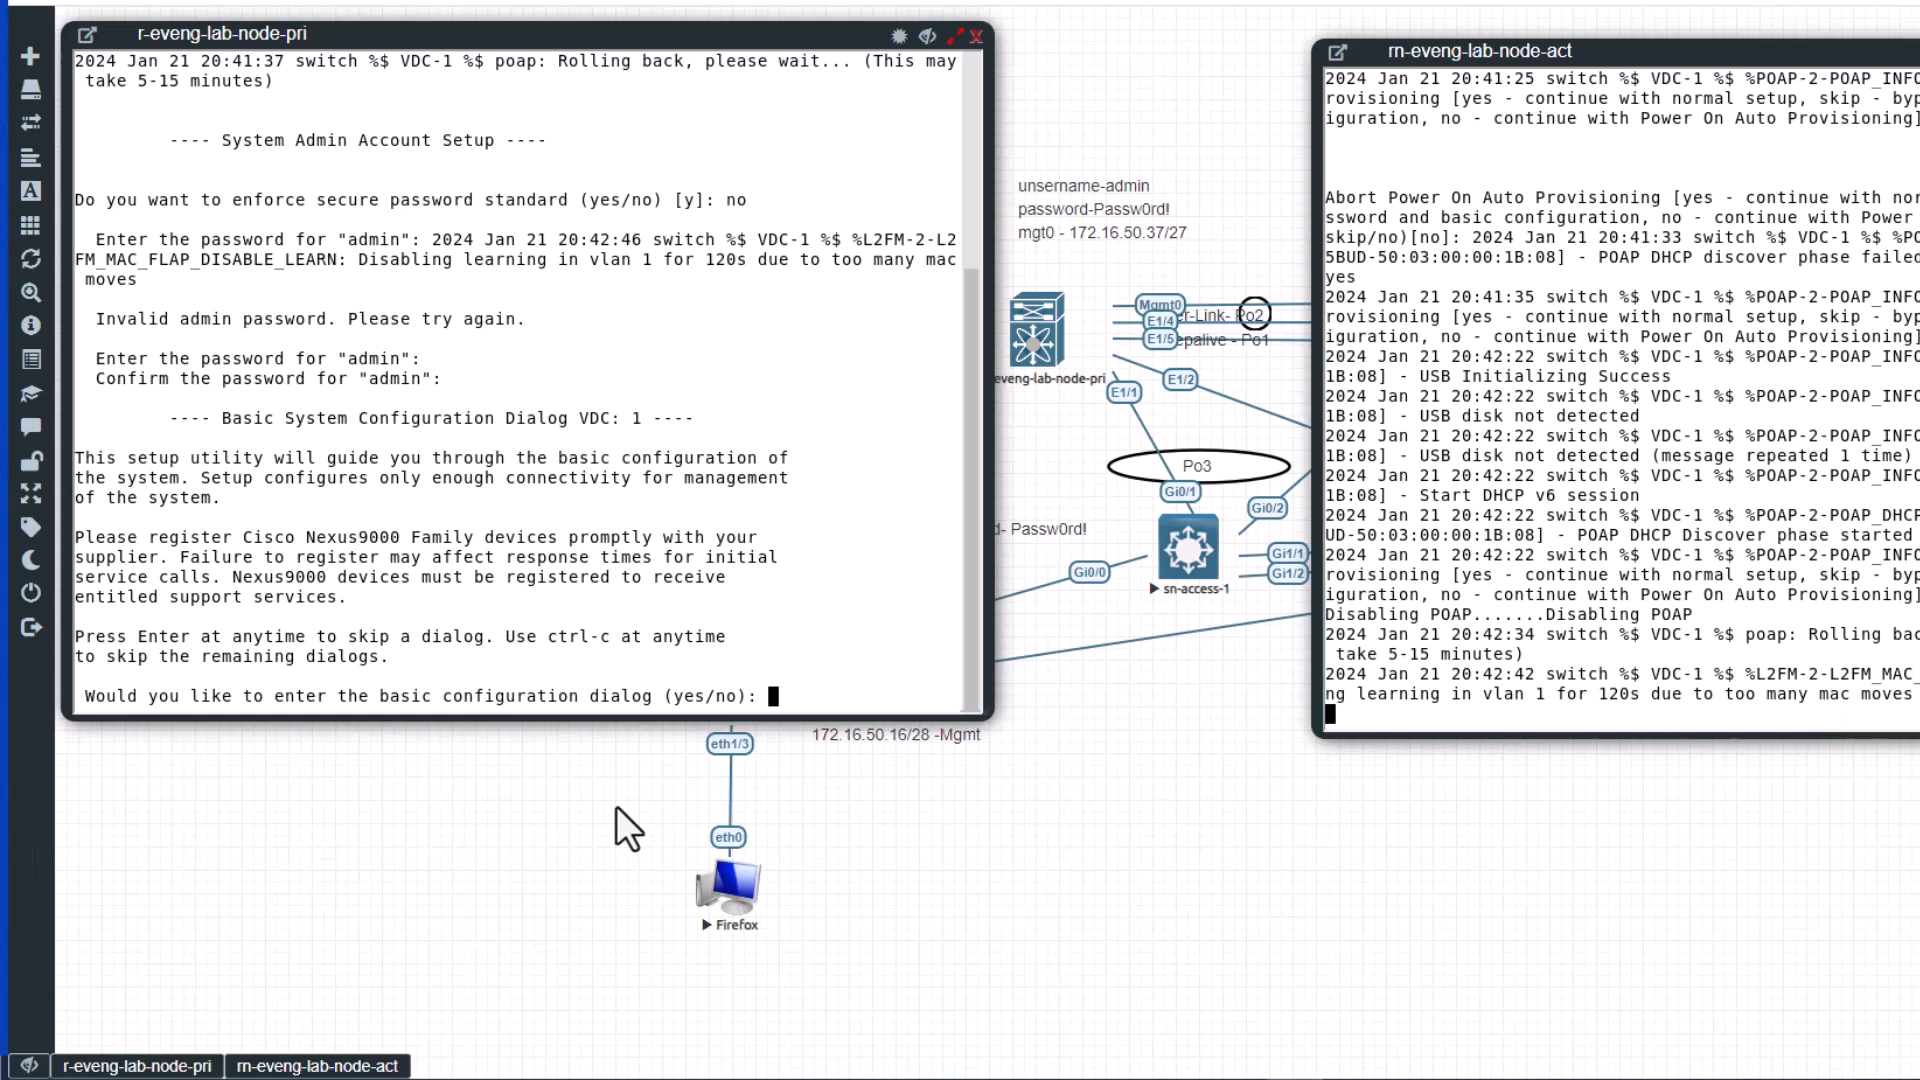 r-eveng-lab-node-pri
2024 Jan 21 20:41:37 switch %$ VDC-1 %$ poap: Rolling back, please wait... (This may
take 5-15 minutes)
---- System Admin Account Setup ----
Do you want to enforce secure password standard (yes/no) [y]: no
Enter the password for "admin": 2024 Jan 21 20:42:46 switch %$ VDC-1 %$ %L2FM-2-L2
FM_MAC_FLAP_DISABLE_LEARN: Disabling learning in vlan 1 for 120s due to too many mac
moves
Invalid admin password. Please try again.
Enter the password for "admin":
Confirm the password for "admin":
---- Basic System Configuration Dialog VDC: 1 ----
This setup utility will guide you through the basic configuration of
the system. Setup configures only enough connectivity for management
of the system.
Please register Cisco Nexus9000 Family devices promptly with your
supplier. Failure to register may affect response times for initial
service calls. Nexus9000 devices must be registered to receive
entitled support services.
Press Enter at anytime to skip a dialog. Use ctrl-c at anytime
to skip the remaining dialogs.
Would you like to enter the basic configuration dialog (yes/no):
unsername-admin
password-Passw0rd!
mgt0 - 172.16.50.37/27
Mgmt0
er-Link- Po2
E1/4
E1/5
epalive - Po1
eveng-lab-node-pri
E1/2
E1/1
Po3
Gi0/1
Gi0/2
d- Passw0rd!
Gi0/0
Gi1/1
Gi1/2
sn-access-1
172.16.50.16/28 -Mgmt
eth1/3
eth0
Firefox
rn-eveng-lab-node-act
2024 Jan 21 20:41:25 switch %$ VDC-1 %$ %POAP-2-POAP_INFO
rovisioning [yes - continue with normal setup, skip - byp
iguration, no - continue with Power On Auto Provisioning]
Abort Power On Auto Provisioning [yes - continue with nor
ssword and basic configuration, no - continue with Power
skip/no)[no]: 2024 Jan 21 20:41:33 switch %$ VDC-1 %$ %PO
5BUD-50:03:00:00:1B:08] - POAP DHCP discover phase failed
yes
2024 Jan 21 20:41:35 switch %$ VDC-1 %$ %POAP-2-POAP_INFO
rovisioning [yes - continue with normal setup, skip - byp
iguration, no - continue with Power On Auto Provisioning]
2024 Jan 21 20:42:22 switch %$ VDC-1 %$ %POAP-2-POAP_INFO
1B:08] - USB Initializing Success
2024 Jan 21 20:42:22 switch %$ VDC-1 %$ %POAP-2-POAP_INFO
1B:08] - USB disk not detected
2024 Jan 21 20:42:22 switch %$ VDC-1 %$ %POAP-2-POAP_INFO
1B:08] - USB disk not detected (message repeated 1 time)
2024 Jan 21 20:42:22 switch %$ VDC-1 %$ %POAP-2-POAP_INFO
1B:08] - Start DHCP v6 session
2024 Jan 21 20:42:22 switch %$ VDC-1 %$ %POAP-2-POAP_DHCP
UD-50:03:00:00:1B:08] - POAP DHCP Discover phase started
2024 Jan 21 20:42:22 switch %$ VDC-1 %$ %POAP-2-POAP_INFO
rovisioning [yes - continue with normal setup, skip - byp
iguration, no - continue with Power On Auto Provisioning]
Disabling POAP.......Disabling POAP
2024 Jan 21 20:42:34 switch %$ VDC-1 %$ poap: Rolling bac
take 5-15 minutes)
2024 Jan 21 20:42:42 switch %$ VDC-1 %$ %L2FM-2-L2FM_MAC_
ng learning in vlan 1 for 120s due to too many mac moves
r-eveng-lab-node-pri
rn-eveng-lab-node-act